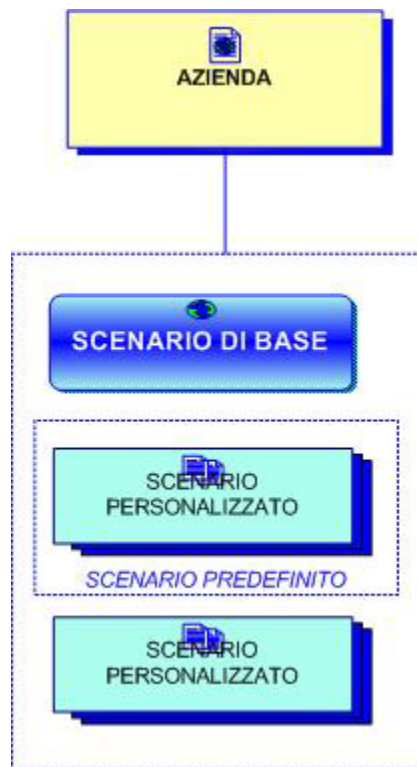 AZIENDA
SCENARIO DI BASE
SCENARIO
PERSONALIZZATO
SCENARIO PREDEFINITO
SCENARIO
PERSONALIZZATO